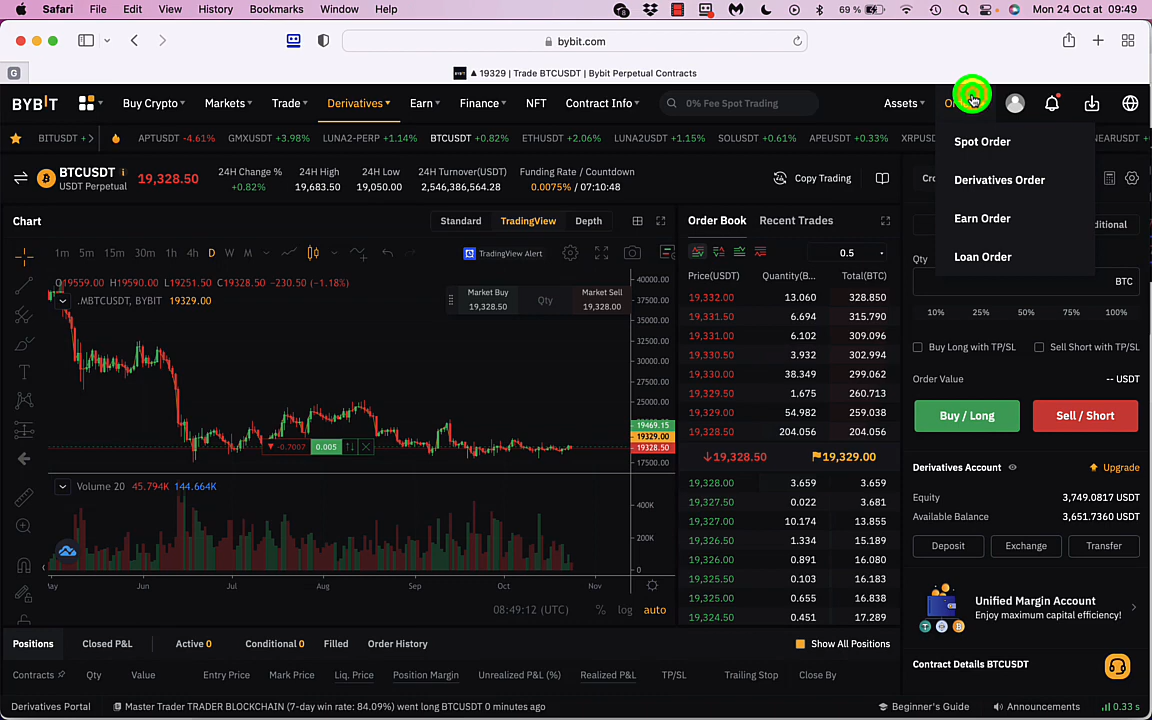 Safari File Edit View History Bookmarks Window Help 69 % Mon 24 Oct at 09:49
bybit.com
G
BYBIT ▲ 19329 | Trade BTCUSDT | Bybit Perpetual Contracts
BYBIT Buy Crypto Markets Trade Derivatives Earn Finance NFT Contract Info 0% Fee Spot Trading Assets
BITUSDT + APTUSDT -4.61% GMXUSDT +3.98% LUNA2-PERP +1.14% BTCUSDT +0.82% ETHUSDT +2.06% LUNA2USDT +1.15% SOLUSDT +0.61% APEUSDT +0.33% NEARUSDT +
Spot Order
Derivatives Order
Earn Order
Loan Order
BTCUSDT
USDT Perpetual
19,328.50
24H Change %
+0.82%
24H High
19,683.50
24H Low
19,050.00
24H Turnover(USDT)
2,546,386,564.28
Funding Rate / Countdown
0.0075% / 07:10:48
Copy Trading
Chart Standard TradingView Depth
1m 5m 15m 30m 1h 4h D W M TradingView Alert
O19559.00 H19590.00 L19251.50 C19328.50 -230.50 (-1.18%)
.MBTCUSDT, BYBIT 19329.00
Market Buy
19,328.50
Qty
Market Sell
19,328.00
40000.00
37500.00
35000.00
32500.00
30000.00
27500.00
25000.00
19469.15
19329.00
19328.50
17500.00
-0.2007 0.005
Volume 20 45.794K 144.664K
400K
200K
0
May Jun Jul Aug Sep Oct Nov
08:49:12 (UTC) % log auto
Order Book Recent Trades
0.5
Price(USDT) Quantity(B... Total(BTC)
19,332.00 13.060 328.850
19,331.50 6.694 315.790
19,331.00 6.102 309.096
19,330.50 3.932 302.994
19,330.00 38.349 299.062
19,329.50 1.675 260.713
19,329.00 54.982 259.038
19,328.50 204.056 204.056
19,328.50 19,329.00
19,328.00 3.659 3.659
19,327.50 0.022 3.681
19,327.00 10.174 13.855
19,326.50 1.334 15.189
19,326.00 0.891 16.080
19,325.50 0.103 16.183
19,325.00 0.655 16.838
19,324.50 0.451 17.289
Qty
BTC
10% 25% 50% 75% 100%
Buy Long with TP/SL Sell Short with TP/SL
Order Value -- USDT
Buy / Long Sell / Short
Derivatives Account Upgrade
Equity 3,749.0817 USDT
Available Balance 3,651.7360 USDT
Deposit Exchange Transfer
Unified Margin Account
Enjoy maximum capital efficiency!
Contract Details BTCUSDT
Positions Closed P&L Active 0 Conditional 0 Filled Order History Show All Positions
Contracts Qty Value Entry Price Mark Price Liq. Price Position Margin Unrealized P&L (%) Realized P&L TP/SL Trailing Stop Close By
Derivatives Portal Master Trader TRADER BLOCKCHAIN (7-day win rate: 84.09%) went long BTCUSDT 0 minutes ago Beginner's Guide Announcements 0.33 s